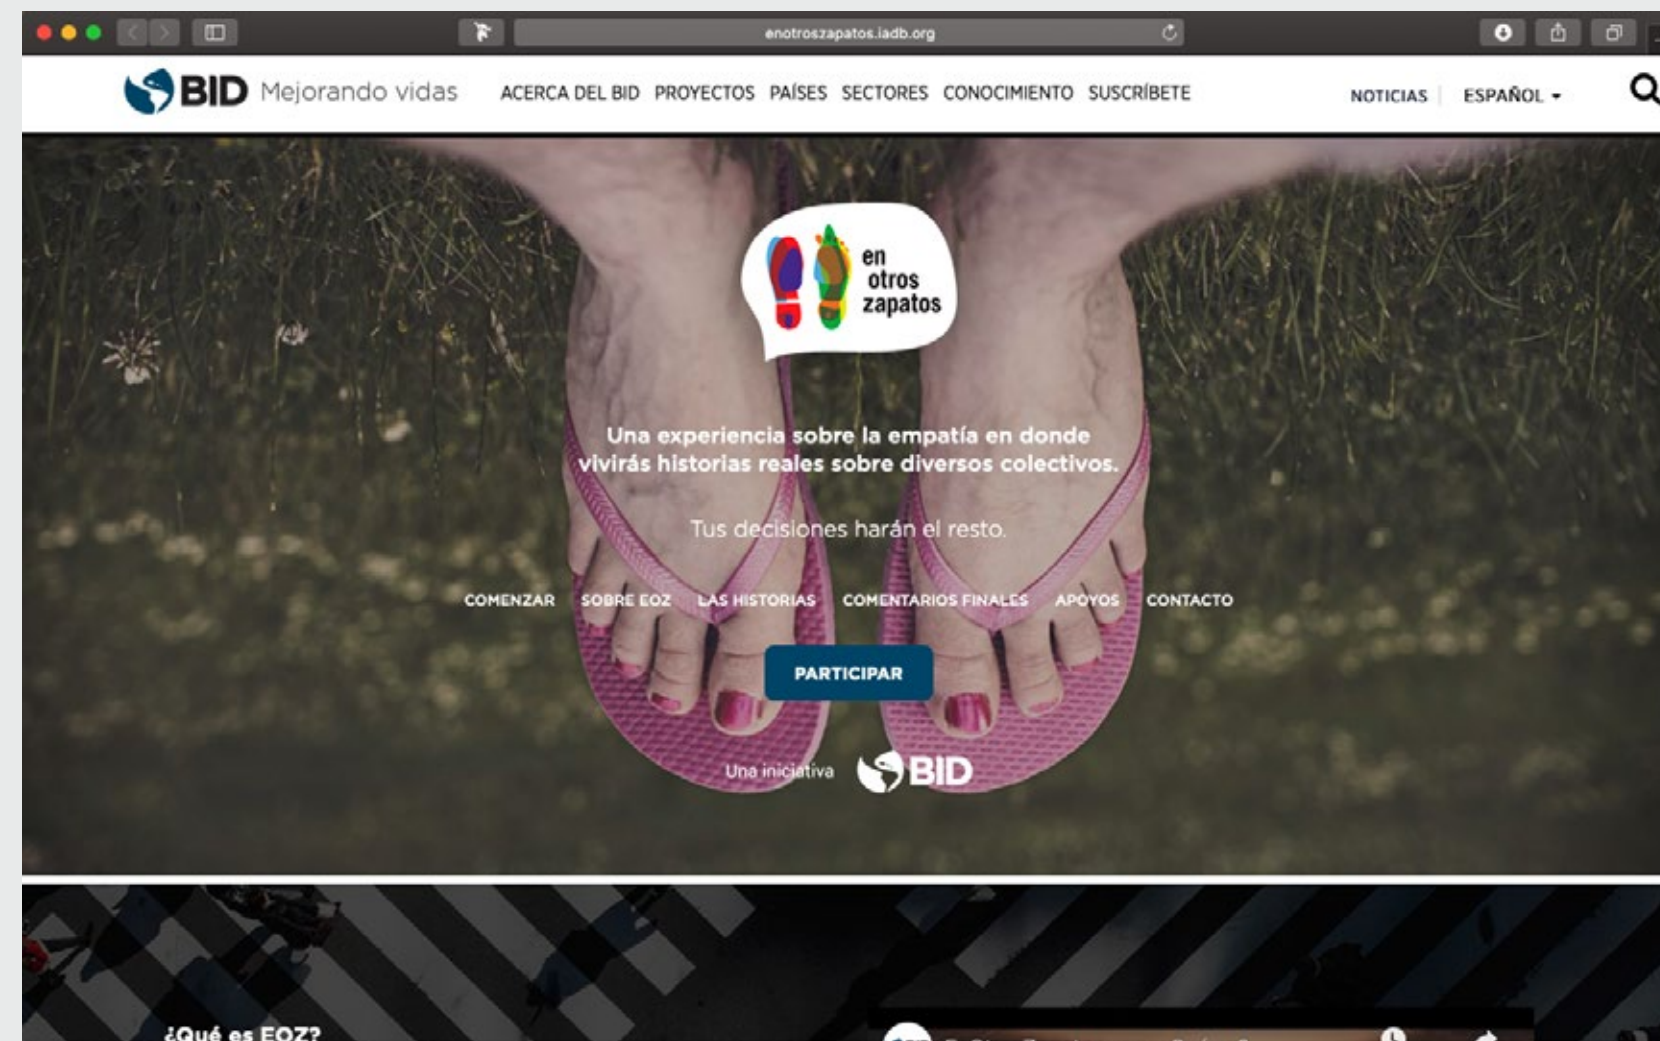 enotroszapatos.iadb.org
BID Mejorando vidas ACERCA DEL BID PROYECTOS PAÍSES SECTORES CONOCIMIENTO SUSCRÍBETE NOTICIAS ESPAÑOL
en
otros
zapatos
Una experiencia sobre la empatía en donde
vivirás historias reales sobre diversos colectivos.
Tus decisiones harán el resto.
COMENZAR SOBRE EOZ LAS HISTORIAS COMENTARIOS FINALES APOYOS CONTACTO
PARTICIPAR
Una iniciativa BID
¿Qué es EOZ?